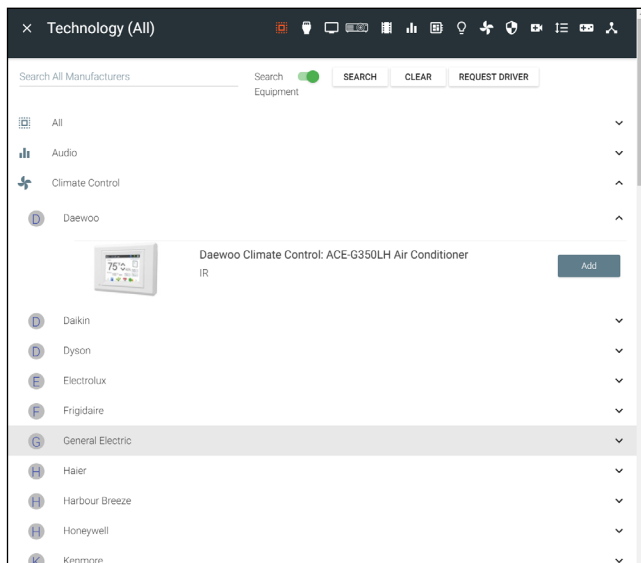 Technology (All)
Search All Manufacturers
Search
Equipment
SEARCH
CLEAR
REQUEST DRIVER
All
Audio
Climate Control
D Daewoo
75°
Daewoo Climate Control: ACE-G350LH Air Conditioner
IR
Add
D Daikin
D Dyson
E Electrolux
F Frigidaire
G General Electric
H Haier
H Harbour Breeze
H Honeywell
K Kenmore